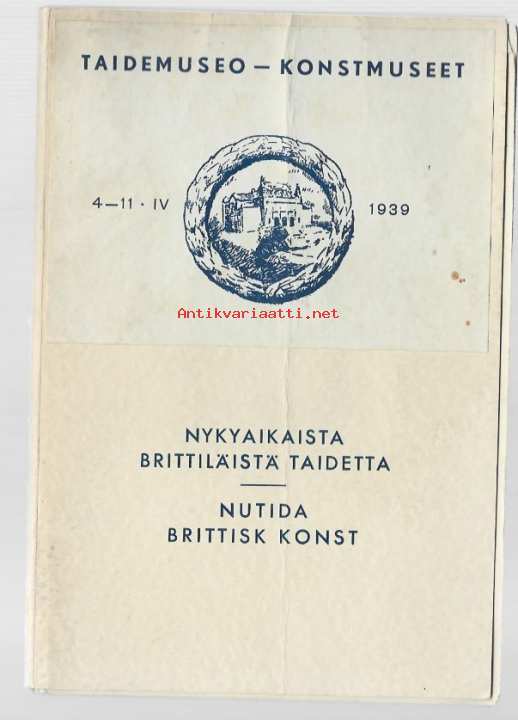 TAIDEMUSEO — KONSTMUSEET
4—11 · IV 1939
Antikvariaatti.net
NYKYAIKAISTA
BRITTILÄISTÄ TAIDETTA
NUTIDA
BRITTISK KONST